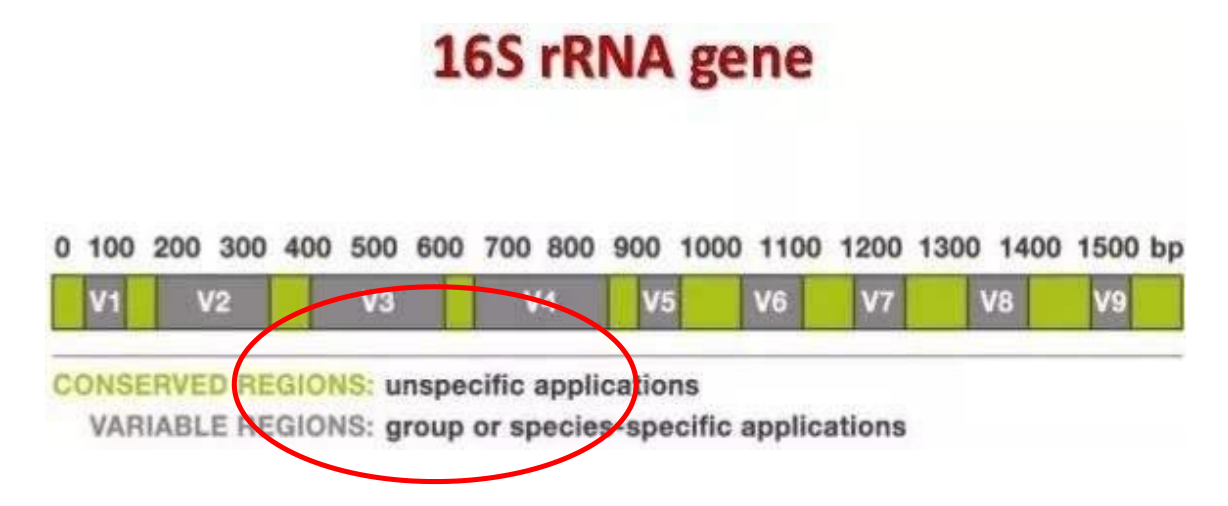 16S rRNA gene
0 100 200 300 400 500 600 700 800 900 1000 1100 1200 1300 1400 1500 bp
V1 V2 V3 V4 V5 V6 V7 V8 V9
CONSERVED REGIONS: unspecific applications
VARIABLE REGIONS: group or species-specific applications